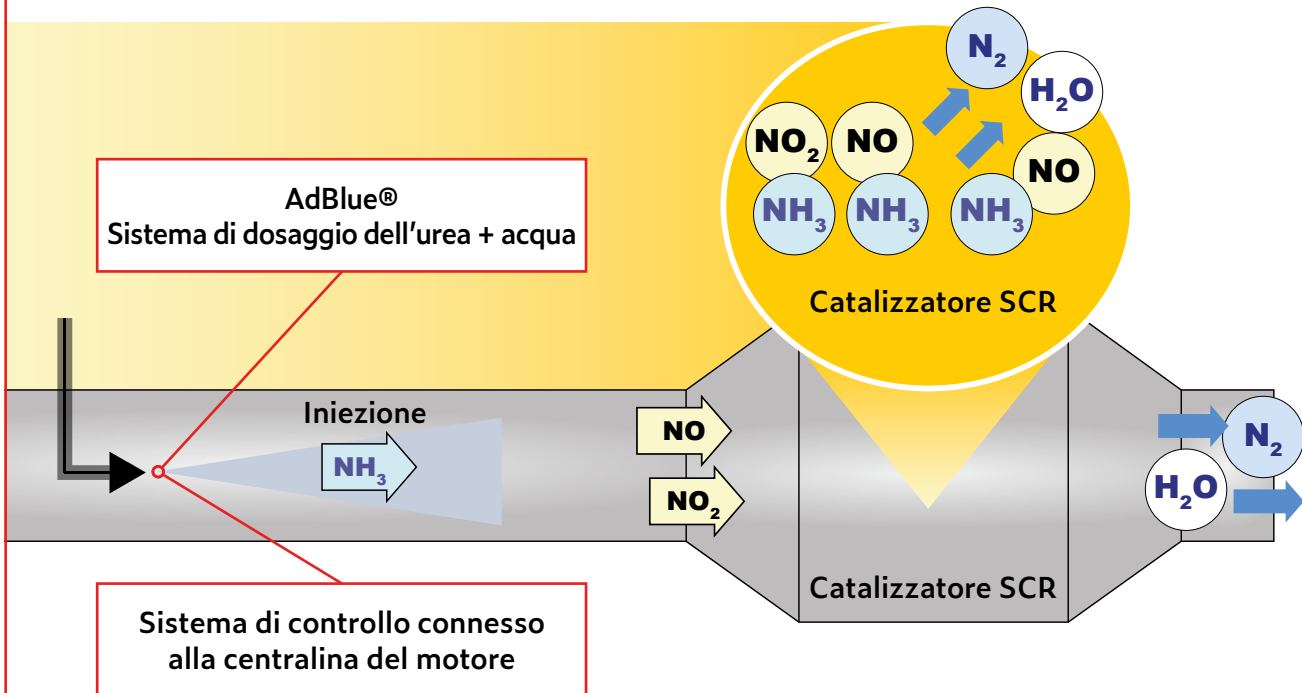 N₂
H₂O
NO₂ NO
NO
NH₃ NH₃ NH₃
Catalizzatore SCR
AdBlue®
Sistema di dosaggio dell'urea + acqua
Iniezione
NH₃
NO
NO₂
N₂
H₂O
Catalizzatore SCR
Sistema di controllo connesso
alla centralina del motore